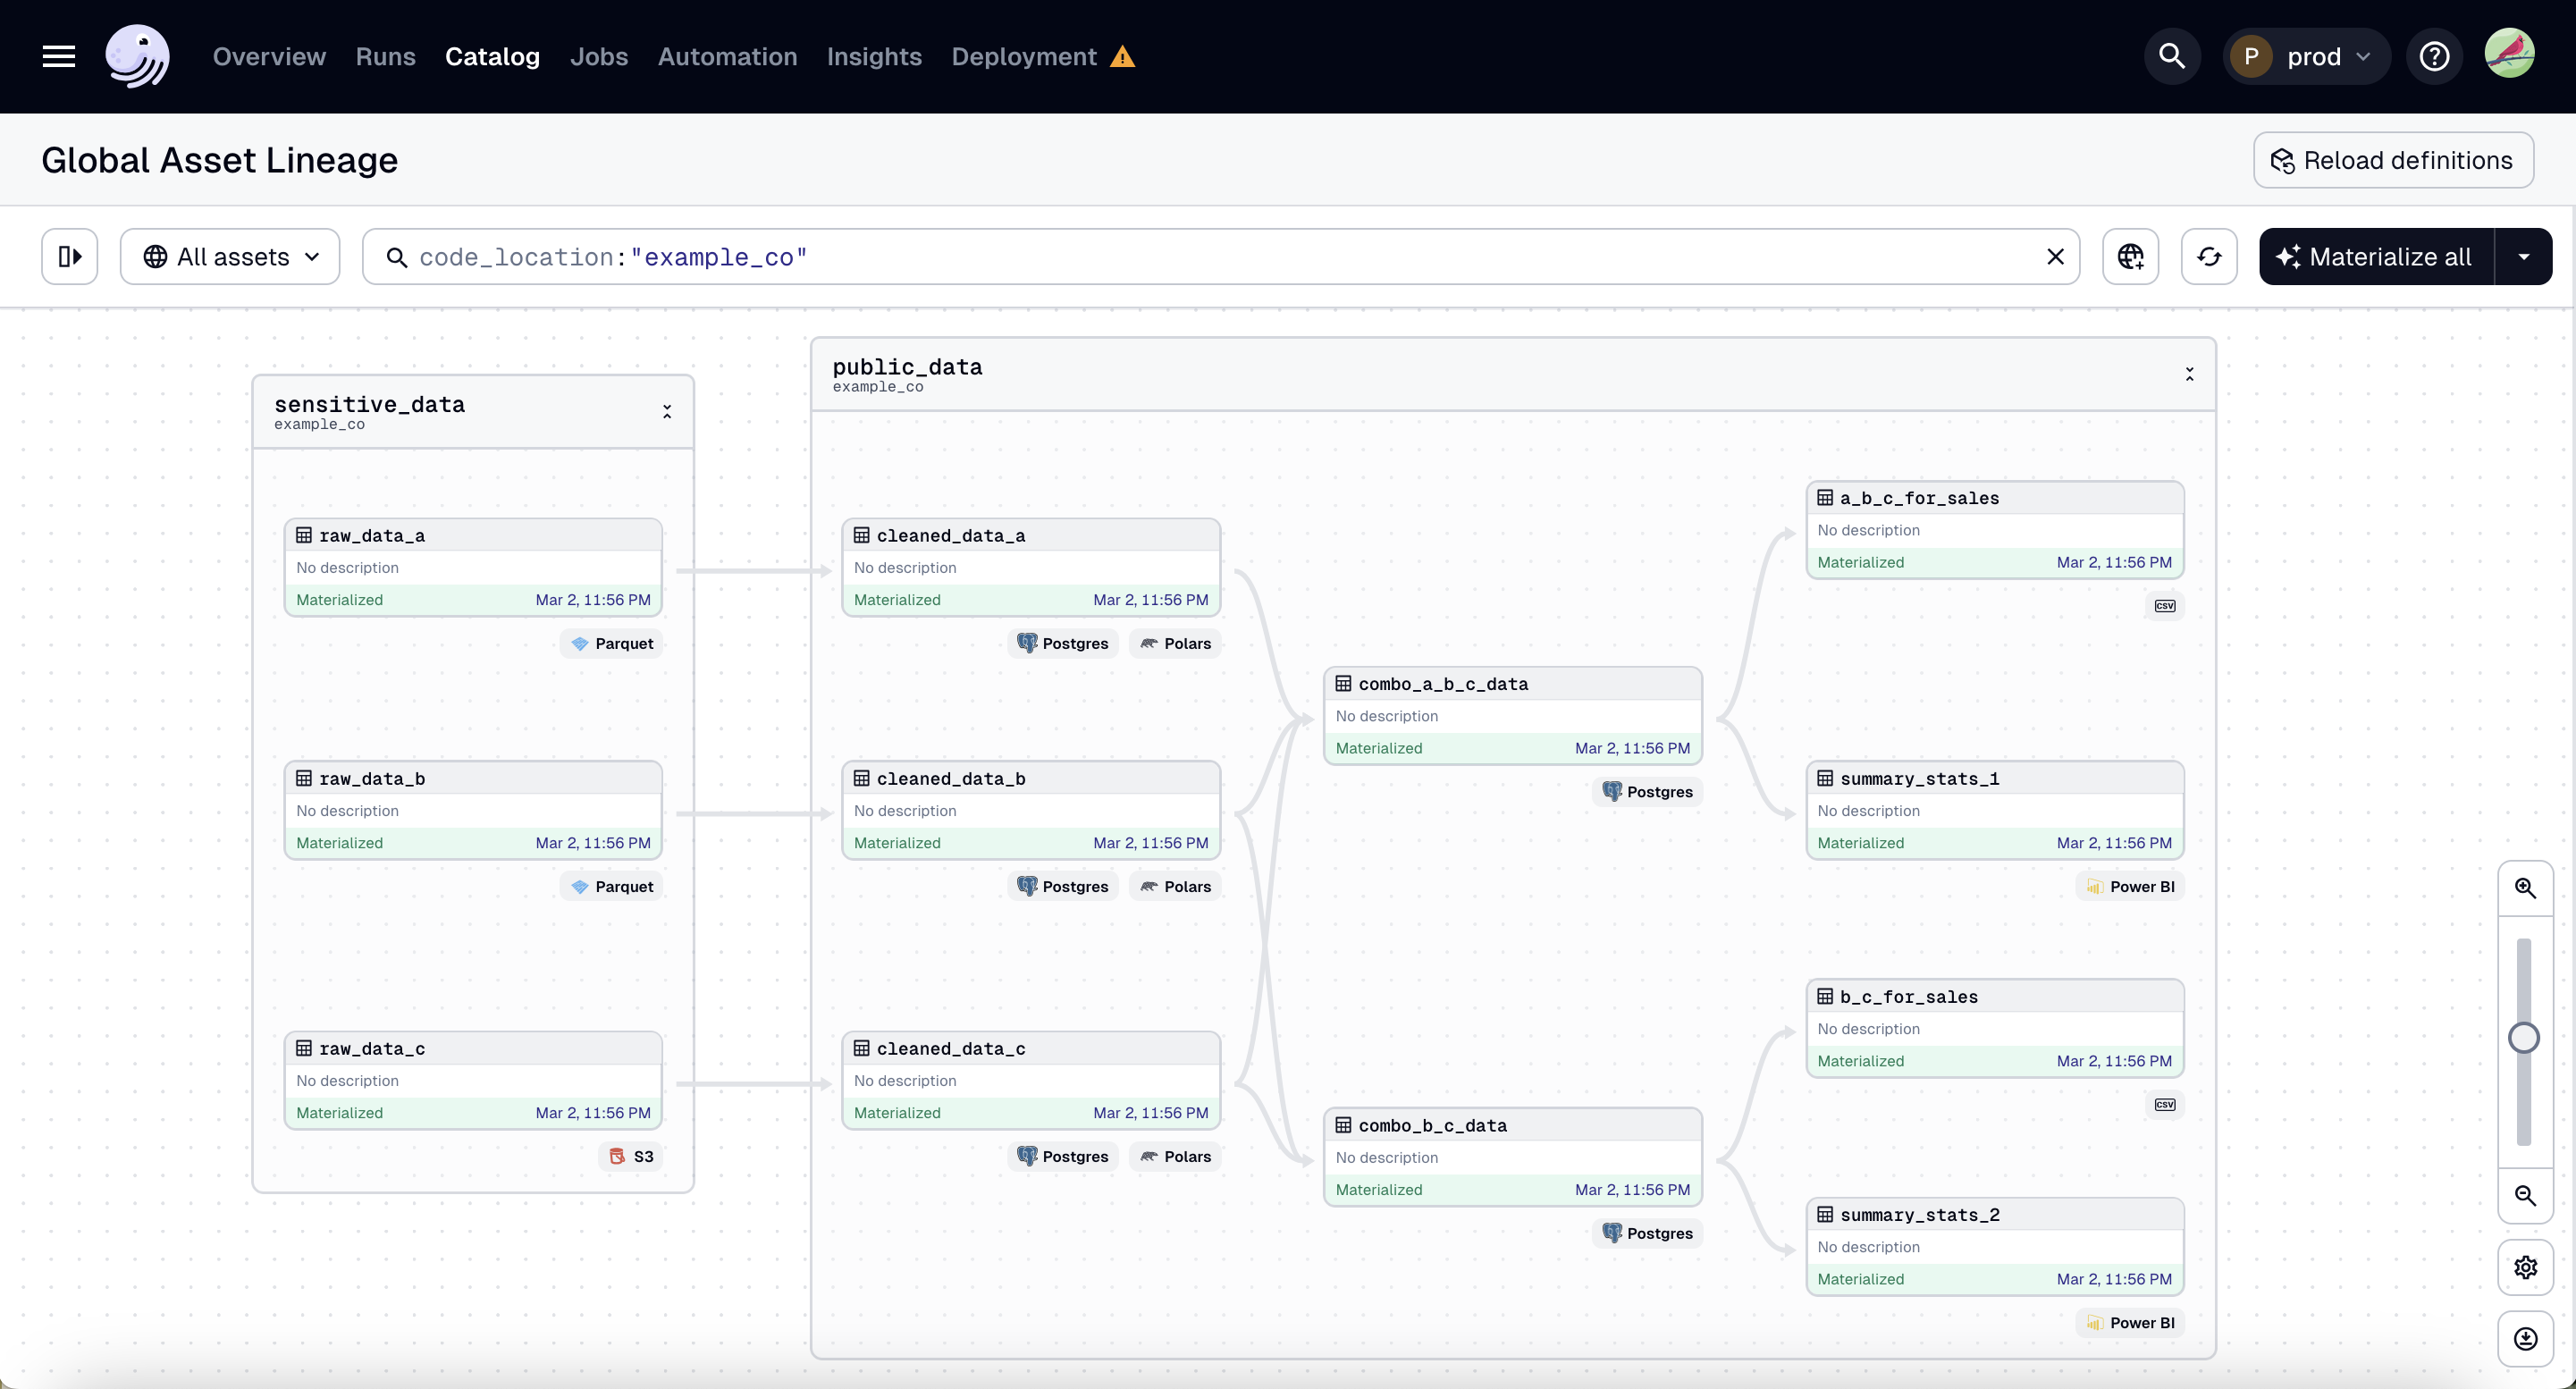 Overview Runs Catalog Jobs Automation Insights Deployment P prod
Global Asset Lineage Reload definitions
All assets code_location:"example_co" Materialize all
sensitive_data
example_co
raw_data_a
No description
Materialized Mar 2, 11:56 PM
Parquet
raw_data_b
No description
Materialized Mar 2, 11:56 PM
Parquet
raw_data_c
No description
Materialized Mar 2, 11:56 PM
S3
public_data
example_co
cleaned_data_a
No description
Materialized Mar 2, 11:56 PM
Postgres Polars
cleaned_data_b
No description
Materialized Mar 2, 11:56 PM
Postgres Polars
cleaned_data_c
No description
Materialized Mar 2, 11:56 PM
Postgres Polars
combo_a_b_c_data
No description
Materialized Mar 2, 11:56 PM
Postgres
combo_b_c_data
No description
Materialized Mar 2, 11:56 PM
Postgres
a_b_c_for_sales
No description
Materialized Mar 2, 11:56 PM
CSV
summary_stats_1
No description
Materialized Mar 2, 11:56 PM
Power BI
b_c_for_sales
No description
Materialized Mar 2, 11:56 PM
CSV
summary_stats_2
No description
Materialized Mar 2, 11:56 PM
Power BI